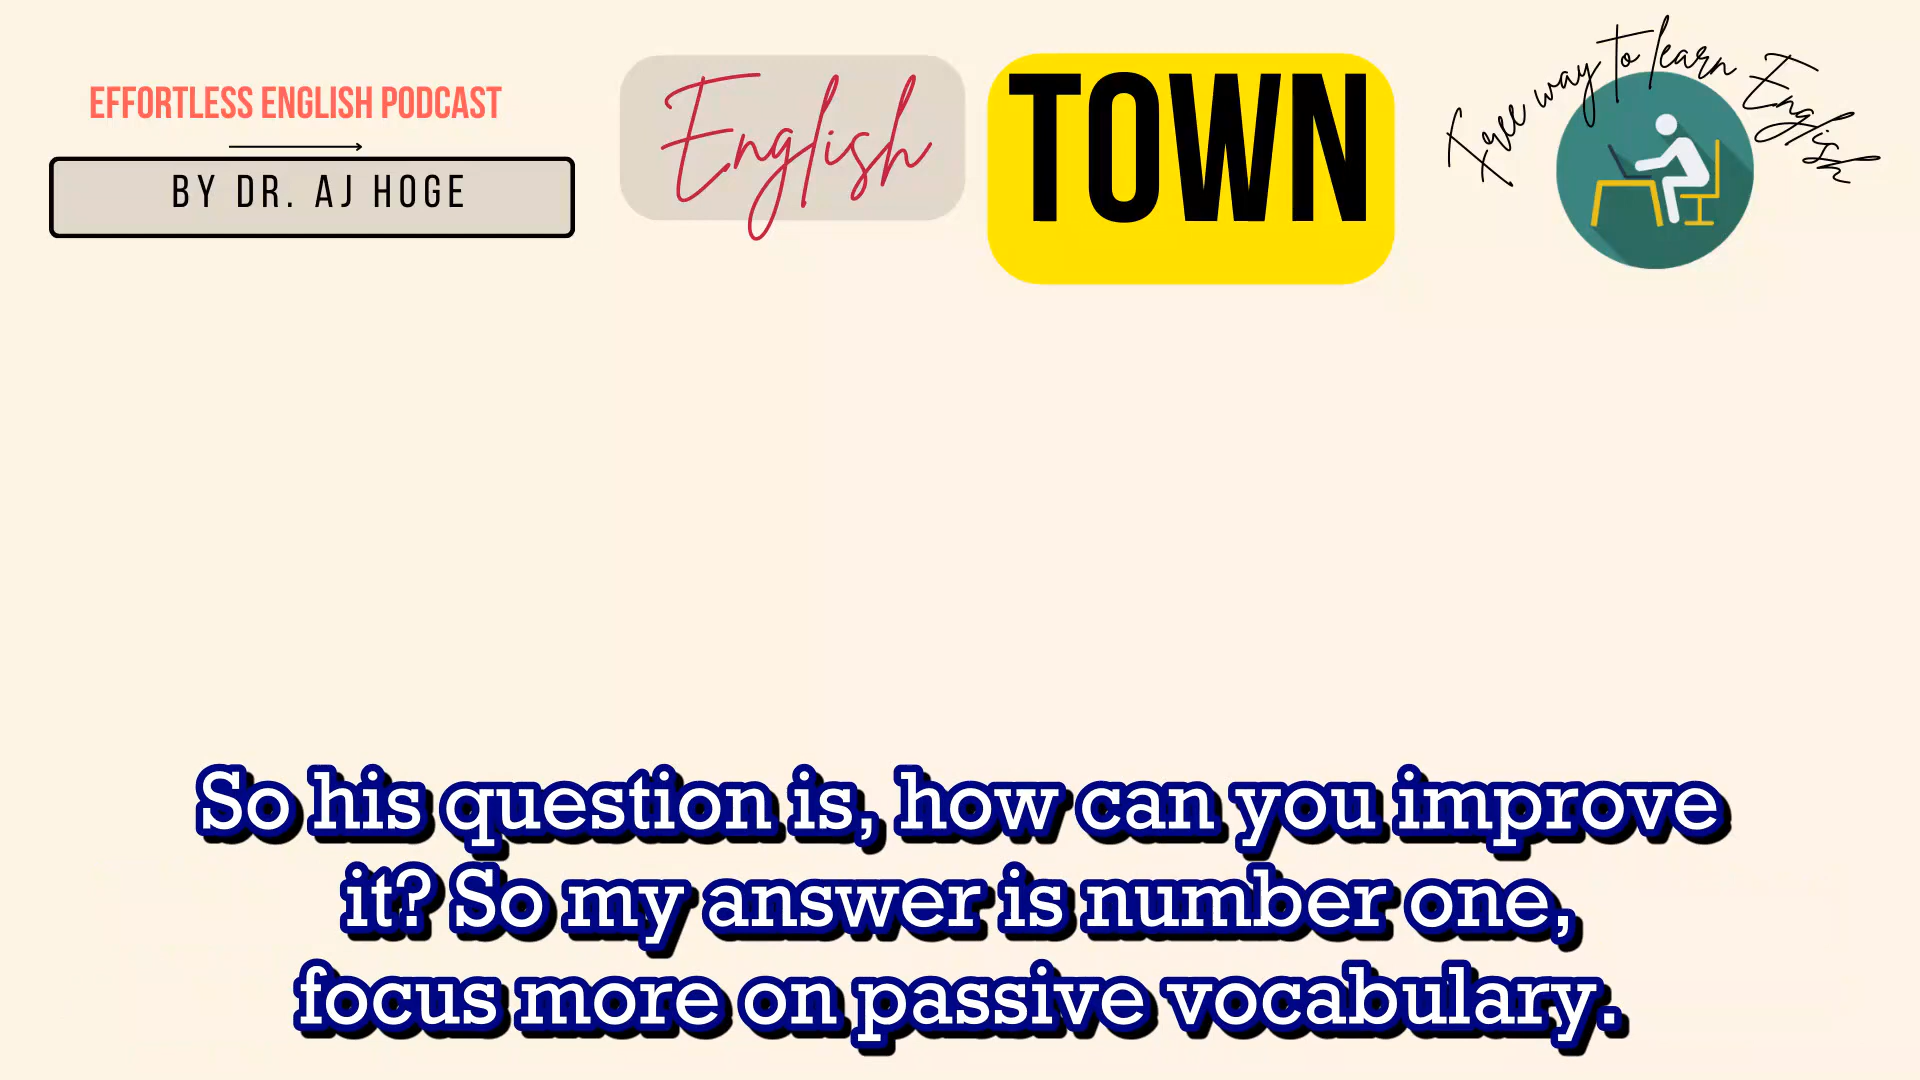 EFFORTLESS ENGLISH PODCAST
BY DR. AJ HOGE
English
TOWN
Free way to learn English
So his question is, how can you improve
it? So my answer is number one,
focus more on passive vocabulary.